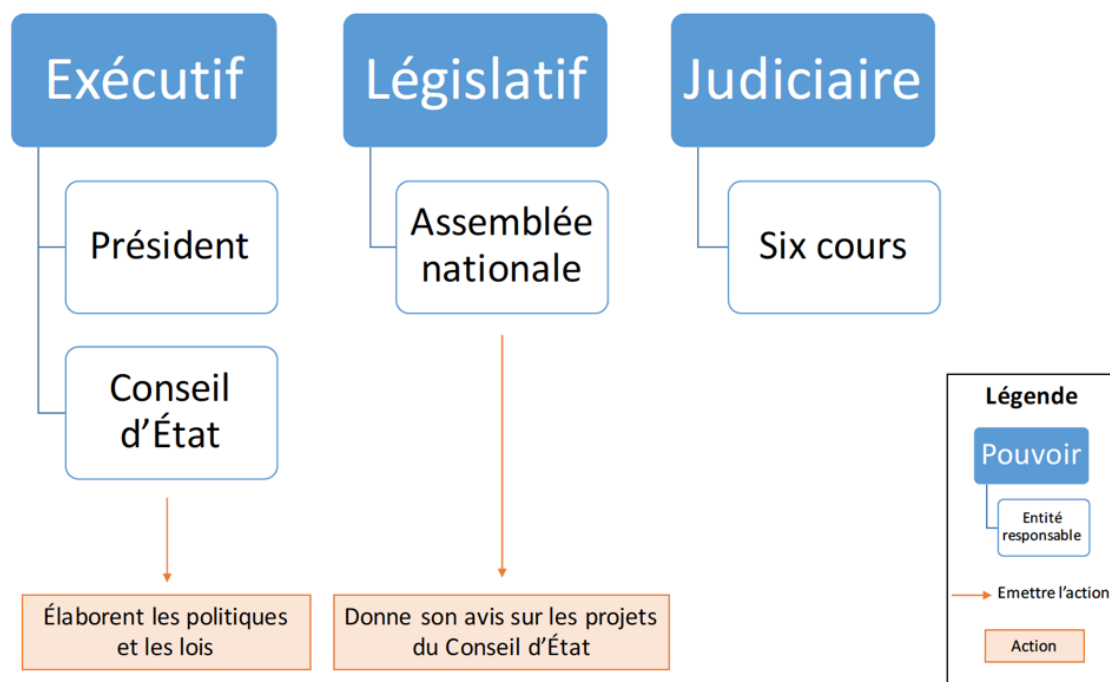 Exécutif
Législatif
Judiciaire
Président
Assemblée
nationale
Six cours
Conseil
d’État
Élaborent les politiques
et les lois
Donne son avis sur les projets
du Conseil d’État
Légende
Pouvoir
Entité
responsable
Emettre l’action
Action